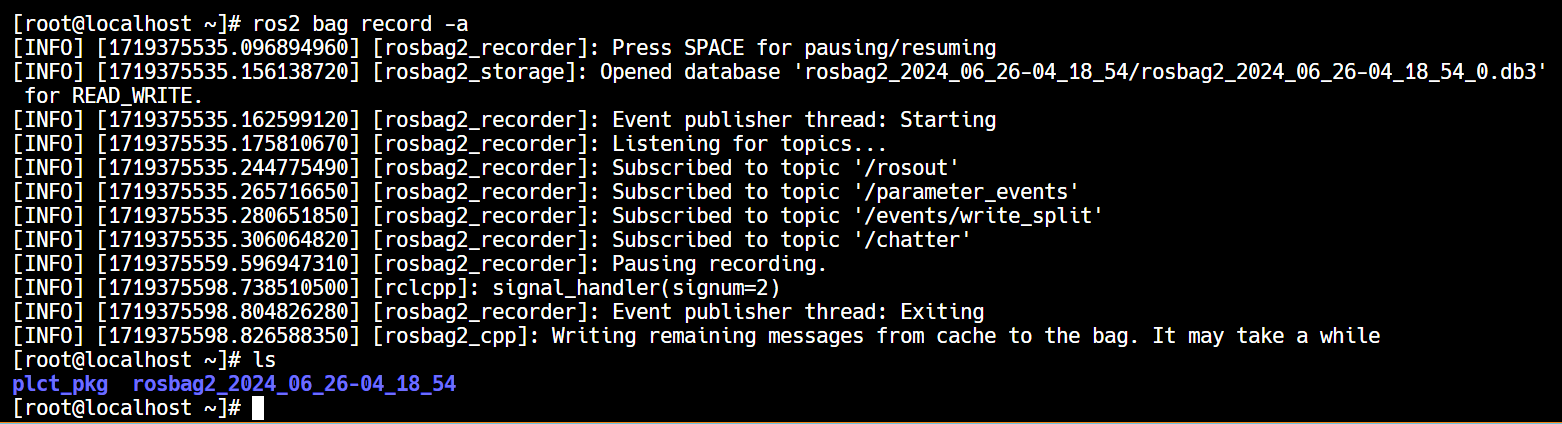 [root@localhost ~]# ros2 bag record -a
[INFO] [1719375535.096894960] [rosbag2_recorder]: Press SPACE for pausing/resuming
[INFO] [1719375535.156138720] [rosbag2_storage]: Opened database 'rosbag2_2024_06_26-04_18_54/rosbag2_2024_06_26-04_18_54_0.db3'
 for READ_WRITE.
[INFO] [1719375535.162599120] [rosbag2_recorder]: Event publisher thread: Starting
[INFO] [1719375535.175810670] [rosbag2_recorder]: Listening for topics...
[INFO] [1719375535.244775490] [rosbag2_recorder]: Subscribed to topic '/rosout'
[INFO] [1719375535.265716650] [rosbag2_recorder]: Subscribed to topic '/parameter_events'
[INFO] [1719375535.280651850] [rosbag2_recorder]: Subscribed to topic '/events/write_split'
[INFO] [1719375535.306064820] [rosbag2_recorder]: Subscribed to topic '/chatter'
[INFO] [1719375559.596947310] [rosbag2_recorder]: Pausing recording.
[INFO] [1719375598.738510500] [rclcpp]: signal_handler(signum=2)
[INFO] [1719375598.804826280] [rosbag2_recorder]: Event publisher thread: Exiting
[INFO] [1719375598.826588350] [rosbag2_cpp]: Writing remaining messages from cache to the bag. It may take a while
[root@localhost ~]# ls
plct_pkg  rosbag2_2024_06_26-04_18_54
[root@localhost ~]#